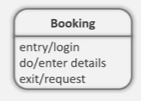 Booking
entry/login
do/enter details
exit/request